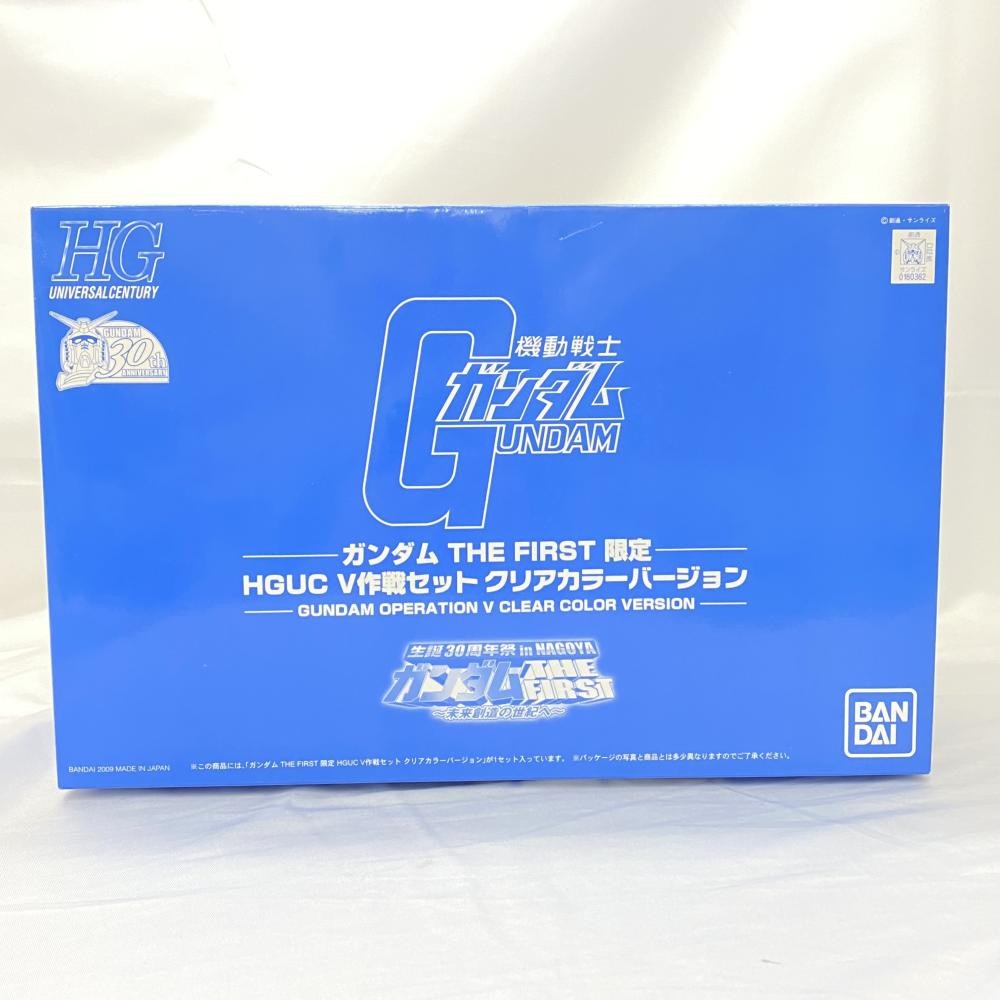 HG
UNIVERSAL CENTURY
GUNDAM
30th
ANNIVERSARY
©創通・サンライズ
創通
サンライズ
0160362
機動戦士
ガンダム
GUNDAM
ガンダム THE FIRST 限定
HGUC V作戦セット クリアカラーバージョン
GUNDAM OPERATION V CLEAR COLOR VERSION
生誕30周年祭 in NAGOYA
ガンダム THE FIRST
〜未来創造の世紀へ〜
BANDAI
BANDAI 2009 MADE IN JAPAN
※この商品には、「ガンダム THE FIRST 限定 HGUC V作戦セット クリアカラーバージョン」が1セット入っています。 ※パッケージの写真と商品とは多少異なりますのでご了承ください。